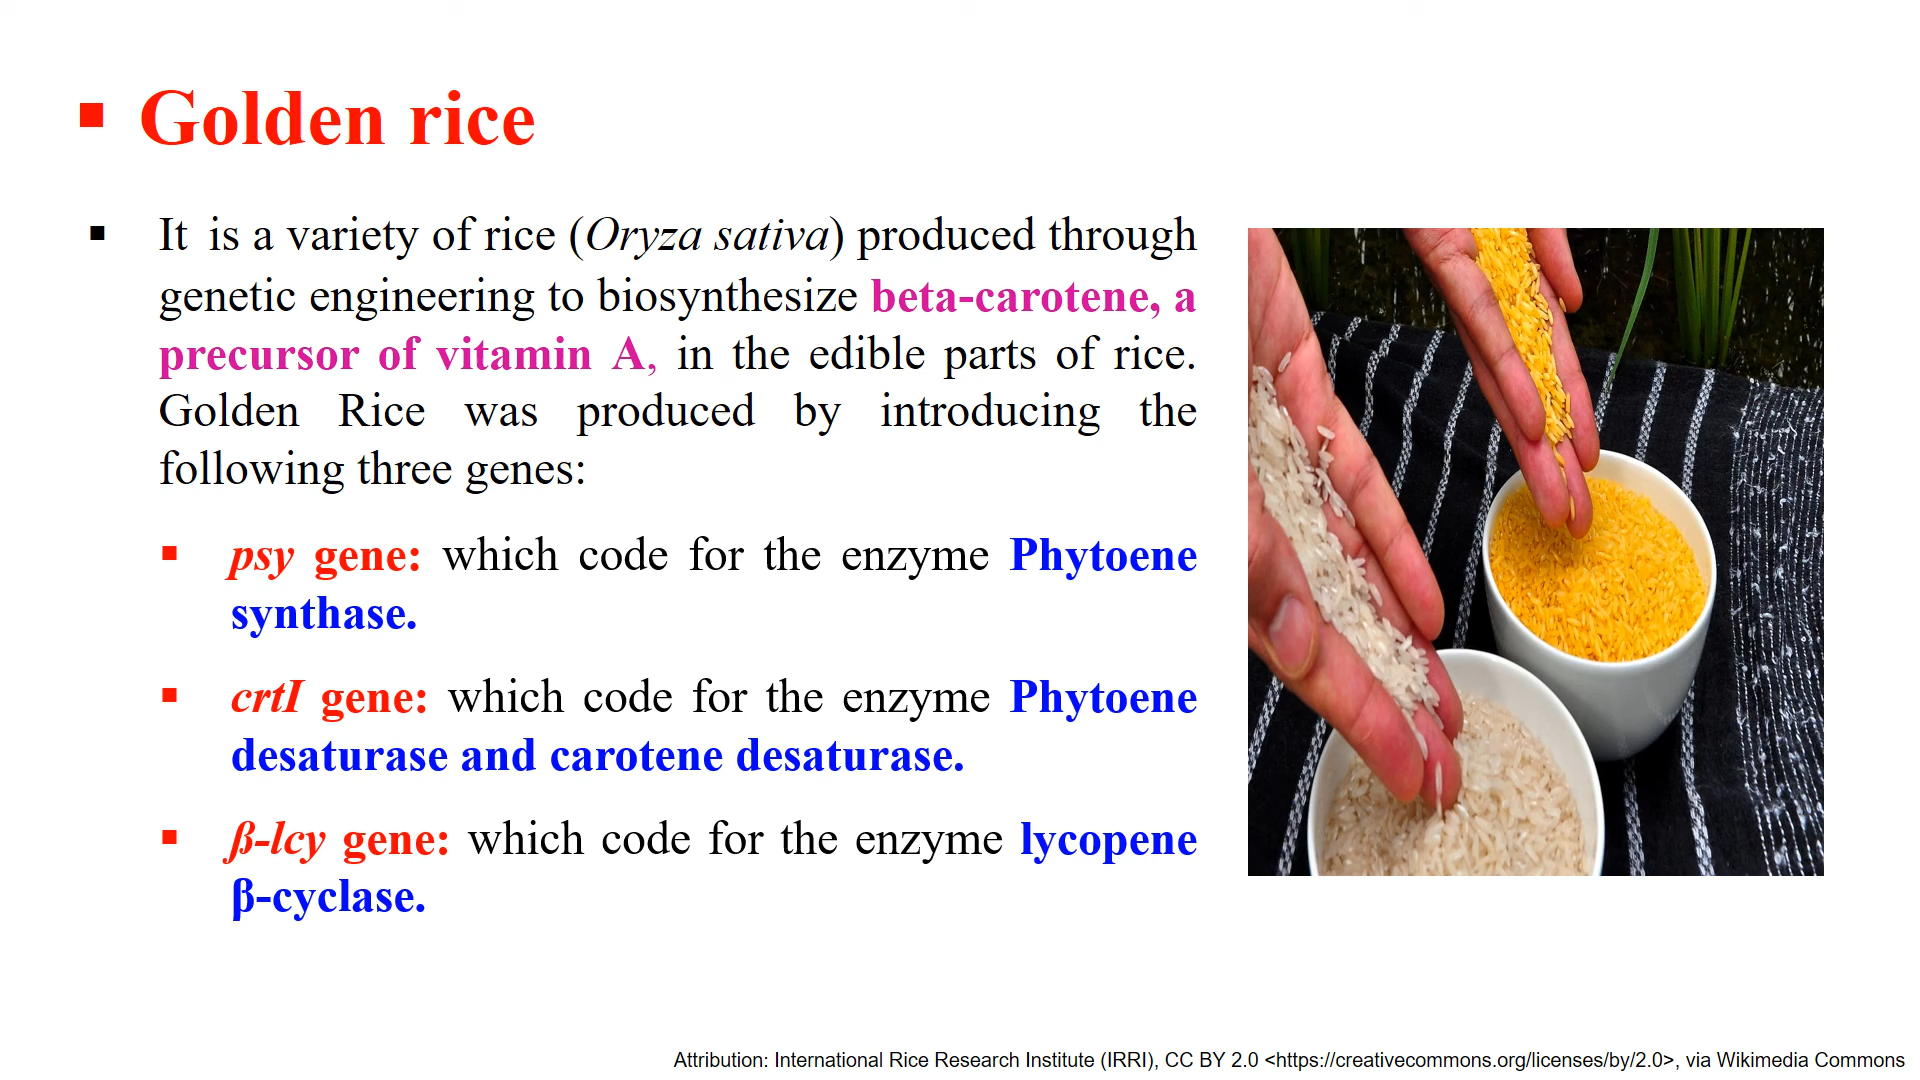 ▪ Golden rice
▪ It is a variety of rice (Oryza sativa) produced through
genetic engineering to biosynthesize beta-carotene, a
precursor of vitamin A, in the edible parts of rice.
Golden Rice was produced by introducing the
following three genes:
▪ psy gene: which code for the enzyme Phytoene
synthase.
▪ crtI gene: which code for the enzyme Phytoene
desaturase and carotene desaturase.
▪ ß-lcy gene: which code for the enzyme lycopene
β-cyclase.
Attribution: International Rice Research Institute (IRRI), CC BY 2.0 <https://creativecommons.org/licenses/by/2.0>, via Wikimedia Commons